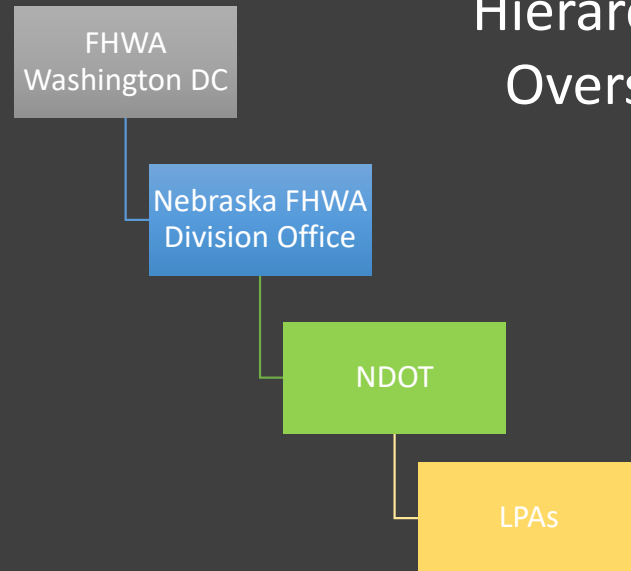 FHWA
Washington DC
Nebraska FHWA
Division Office
NDOT
LPAs